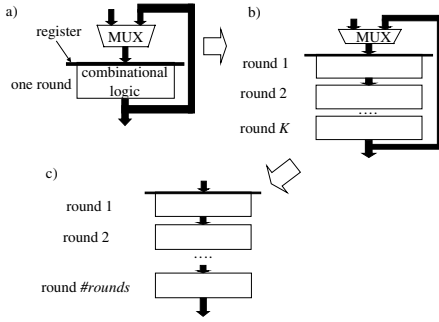 a)
MUX
register
one round
combinational
logic
b)
MUX
round 1
round 2
....
round K
c)
round 1
round 2
....
round #rounds